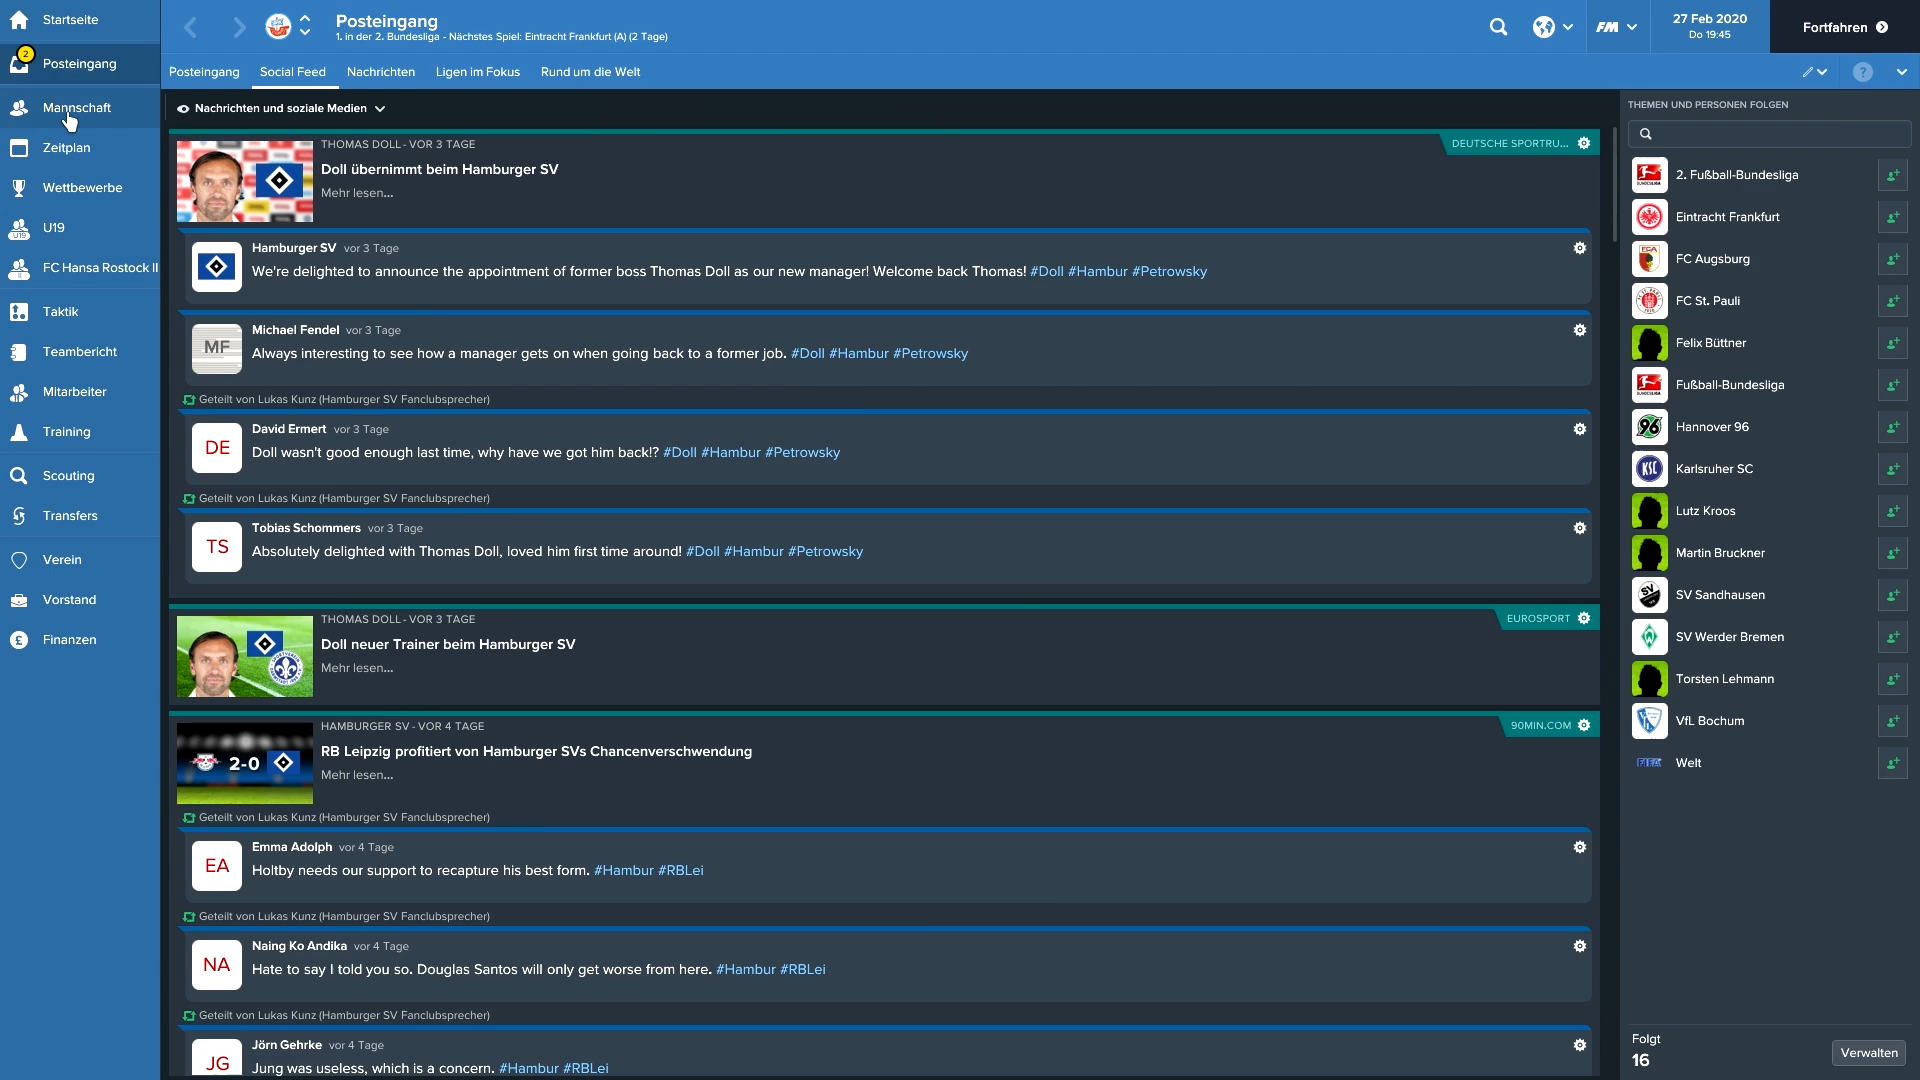 Startseite
2
Posteingang
Mannschaft
Zeitplan
Wettbewerbe
U19
FC Hansa Rostock II
Taktik
Teambericht
Mitarbeiter
Training
Scouting
Transfers
Verein
Vorstand
Finanzen
Posteingang
1. in der 2. Bundesliga - Nächstes Spiel: Eintracht Frankfurt (A) (2 Tage)
FM
27 Feb 2020
Do 19:45
Fortfahren
Posteingang Social Feed Nachrichten Ligen im Fokus Rund um die Welt
?
Nachrichten und soziale Medien
THOMAS DOLL - VOR 3 TAGE
DEUTSCHE SPORTRU...
Doll übernimmt beim Hamburger SV
Mehr lesen...
Hamburger SV vor 3 Tage
We're delighted to announce the appointment of former boss Thomas Doll as our new manager! Welcome back Thomas! #Doll #Hambur #Petrowsky
MF
Michael Fendel vor 3 Tage
Always interesting to see how a manager gets on when going back to a former job. #Doll #Hambur #Petrowsky
Geteilt von Lukas Kunz (Hamburger SV Fanclubsprecher)
DE
David Ermert vor 3 Tage
Doll wasn't good enough last time, why have we got him back!? #Doll #Hambur #Petrowsky
Geteilt von Lukas Kunz (Hamburger SV Fanclubsprecher)
TS
Tobias Schommers vor 3 Tage
Absolutely delighted with Thomas Doll, loved him first time around! #Doll #Hambur #Petrowsky
THOMAS DOLL - VOR 3 TAGE
EUROSPORT
Doll neuer Trainer beim Hamburger SV
Mehr lesen...
HAMBURGER SV - VOR 4 TAGE
90MIN.COM
2-0
RB Leipzig profitiert von Hamburger SVs Chancenverschwendung
Mehr lesen...
Geteilt von Lukas Kunz (Hamburger SV Fanclubsprecher)
EA
Emma Adolph vor 4 Tage
Holtby needs our support to recapture his best form. #Hambur #RBLei
Geteilt von Lukas Kunz (Hamburger SV Fanclubsprecher)
NA
Naing Ko Andika vor 4 Tage
Hate to say I told you so. Douglas Santos will only get worse from here. #Hambur #RBLei
Geteilt von Lukas Kunz (Hamburger SV Fanclubsprecher)
JG
Jörn Gehrke vor 4 Tage
Jung was useless, which is a concern. #Hambur #RBLei
THEMEN UND PERSONEN FOLGEN
2. Fußball-Bundesliga
Eintracht Frankfurt
FC Augsburg
FC St. Pauli
Felix Büttner
Fußball-Bundesliga
Hannover 96
Karlsruher SC
Lutz Kroos
Martin Bruckner
SV Sandhausen
SV Werder Bremen
Torsten Lehmann
VfL Bochum
FIFA
Welt
Folgt
16
Verwalten